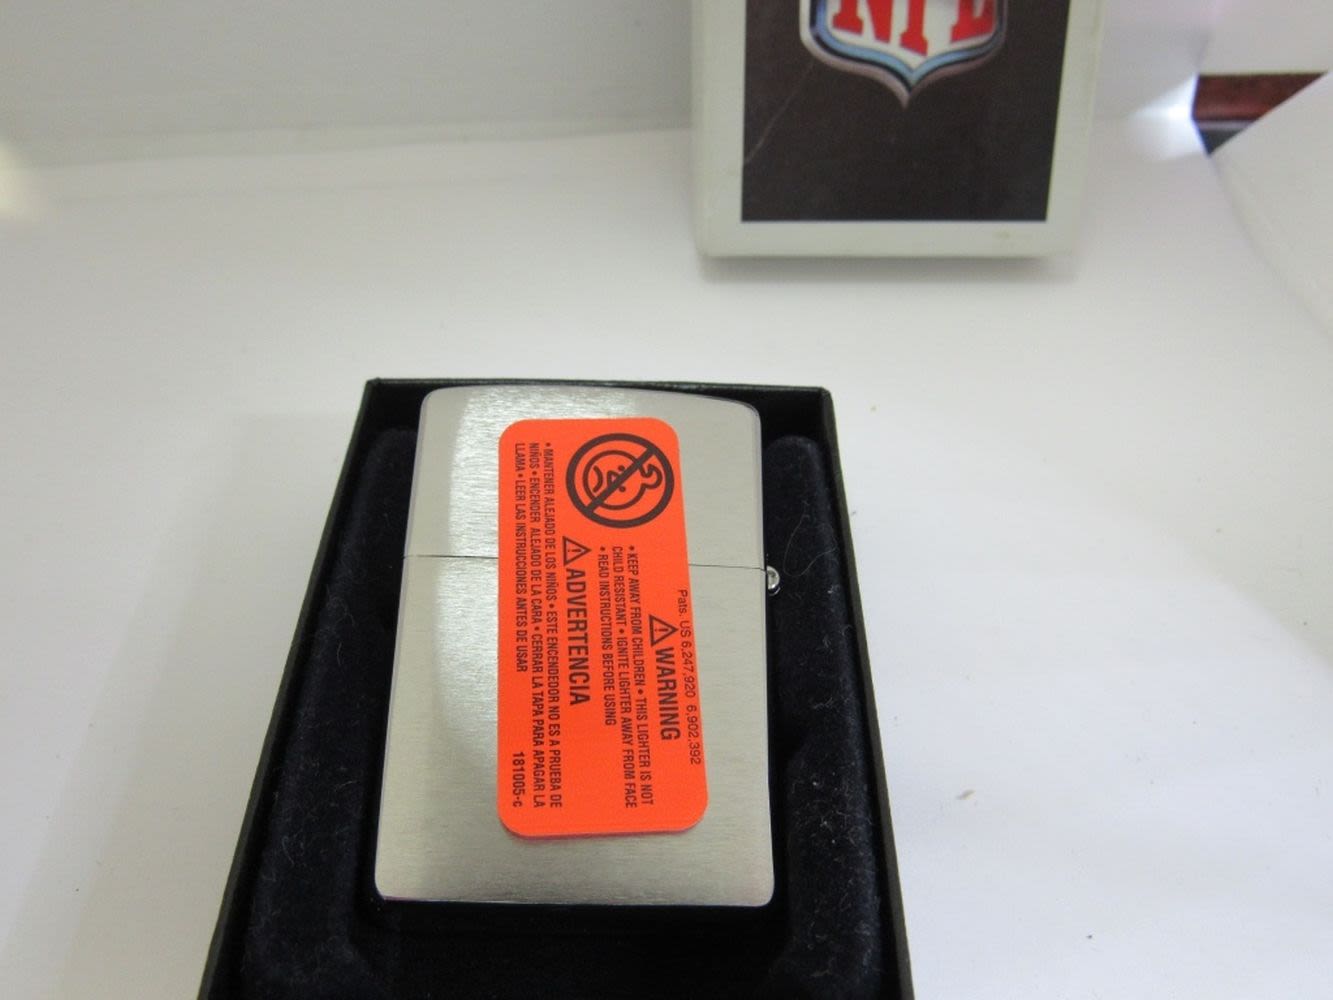 NFL
Pats. US 6,247,920 6,902,392
WARNING
• KEEP AWAY FROM CHILDREN • THIS LIGHTER IS NOT
CHILD RESISTANT • IGNITE LIGHTER AWAY FROM FACE
• READ INSTRUCTIONS BEFORE USING
ADVERTENCIA
• MANTENER ALEJADO DE LOS NIÑOS • ESTE ENCENDEDOR NO ES A PRUEBA DE
NIÑOS • ENCENDER ALEJADO DE LA CARA • CERRAR LA TAPA PARA APAGAR LA
LLAMA • LEER LAS INSTRUCCIONES ANTES DE USAR
181005-c